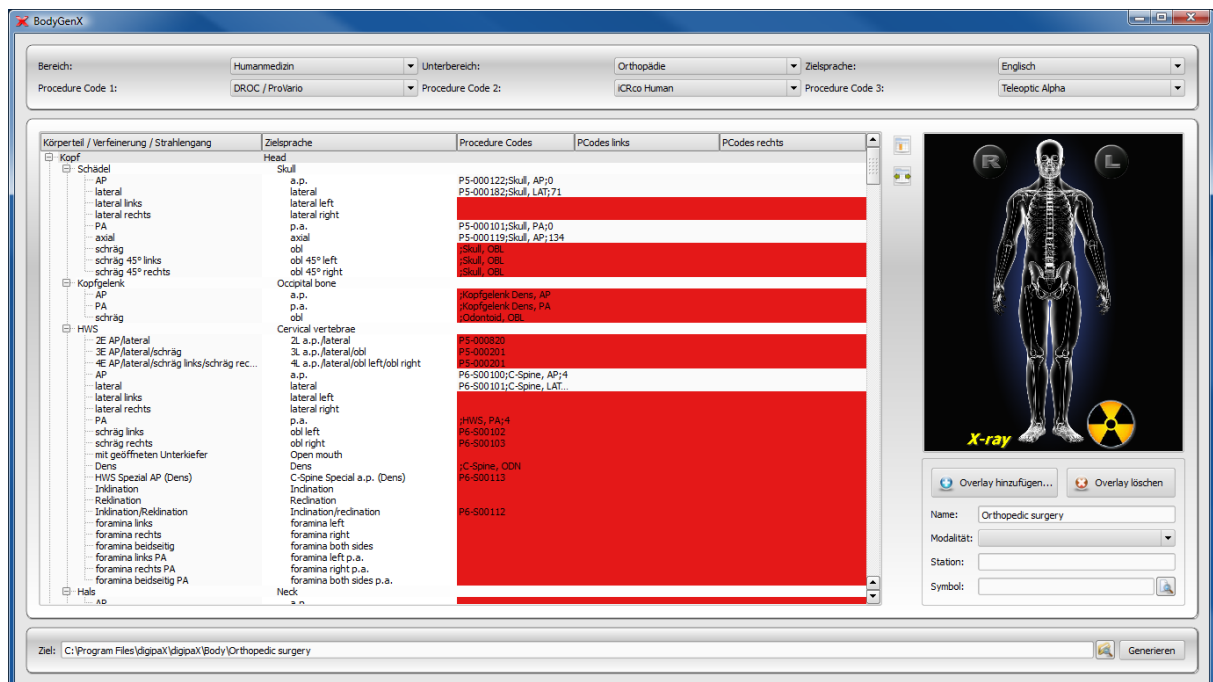 BodyGenX
Bereich: Humanmedizin Unterbereich: Orthopädie Zielsprache: Englisch
Procedure Code 1: DROC / ProVario Procedure Code 2: iCRco Human Procedure Code 3: Teleoptic Alpha
Körperteil / Verfeinerung / Strahlengang Zielsprache Procedure Codes PCodes links PCodes rechts
Kopf Head
Schädel Skull
AP a.p. P5-000122;Skull, AP;0
lateral lateral P5-000182;Skull, LAT;71
lateral links lateral left
lateral rechts lateral right
PA p.a. P5-000101;Skull, PA;0
axial axial P5-000119;Skull, AP;134
schräg obl ;Skull, OBL
schräg 45° links obl 45° left ;Skull, OBL
schräg 45° rechts obl 45° right ;Skull, OBL
Kopfgelenk Occipital bone
AP a.p. ;Kopfgelenk Dens, AP
PA p.a. ;Kopfgelenk Dens, PA
schräg obl ;Odontoid, OBL
HWS Cervical vertebrae
2E AP/lateral 2L a.p./lateral P5-000820
3E AP/lateral/schräg 3L a.p./lateral/obl P5-000201
4E AP/lateral/schräg links/schräg rec... 4L a.p./lateral/obl left/obl right P5-000201
AP a.p. P6-S00100;C-Spine, AP;4
lateral lateral P6-S00101;C-Spine, LAT...
lateral links lateral left
lateral rechts lateral right
PA p.a. ;HWS, PA;4
schräg links obl left P6-S00102
schräg rechts obl right P6-S00103
mit geöffneten Unterkiefer Open mouth
Dens Dens ;C-Spine, ODN
HWS Spezial AP (Dens) C-Spine Special a.p. (Dens) P6-S00113
Inklination Indination
Reklination Reclination
Inklination/Reklination Indination/reclination P6-S00112
foramina links foramina left
foramina rechts foramina right
foramina beidseitig foramina both sides
foramina links PA foramina left p.a.
foramina rechts PA foramina right p.a.
foramina beidseitig PA foramina both sides p.a.
Hals Neck
AP a.p.
R L
X-ray
Overlay hinzufügen... Overlay löschen
Name: Orthopedic surgery
Modalität:
Station:
Symbol:
Ziel: C:\Program Files\digipaX\digipaX\Body\Orthopedic surgery Generieren